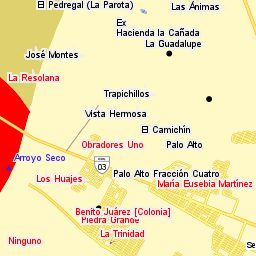 El Pedregal (La Parota)
Las Ánimas
Ex
Hacienda la Cañada
La Guadalupe
José Montes
La Resolana
Trapichillos
Vista Hermosa
El Camichín
Obradores Uno
Palo Alto
Arroyo Seco
03
Los Huajes
Palo Alto Fracción Cuatro
María Eusebia Martínez
Benito Juárez [Colonia]
Piedra Grande
La Trinidad
Ninguno
Se